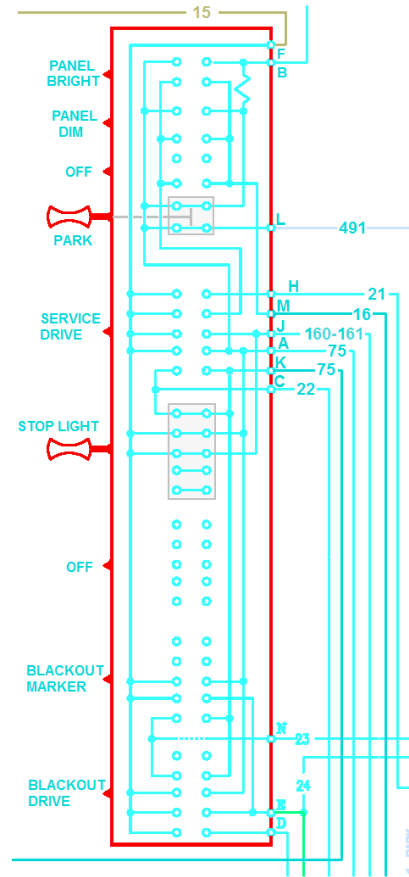 15
F
B
PANEL
BRIGHT
PANEL
DIM
OFF
PARK
L
491
H
21
M
16
SERVICE
DRIVE
J
160-161
A
75
K
75
C
22
STOP LIGHT
OFF
BLACKOUT
MARKER
N
23
24
BLACKOUT
DRIVE
E
D